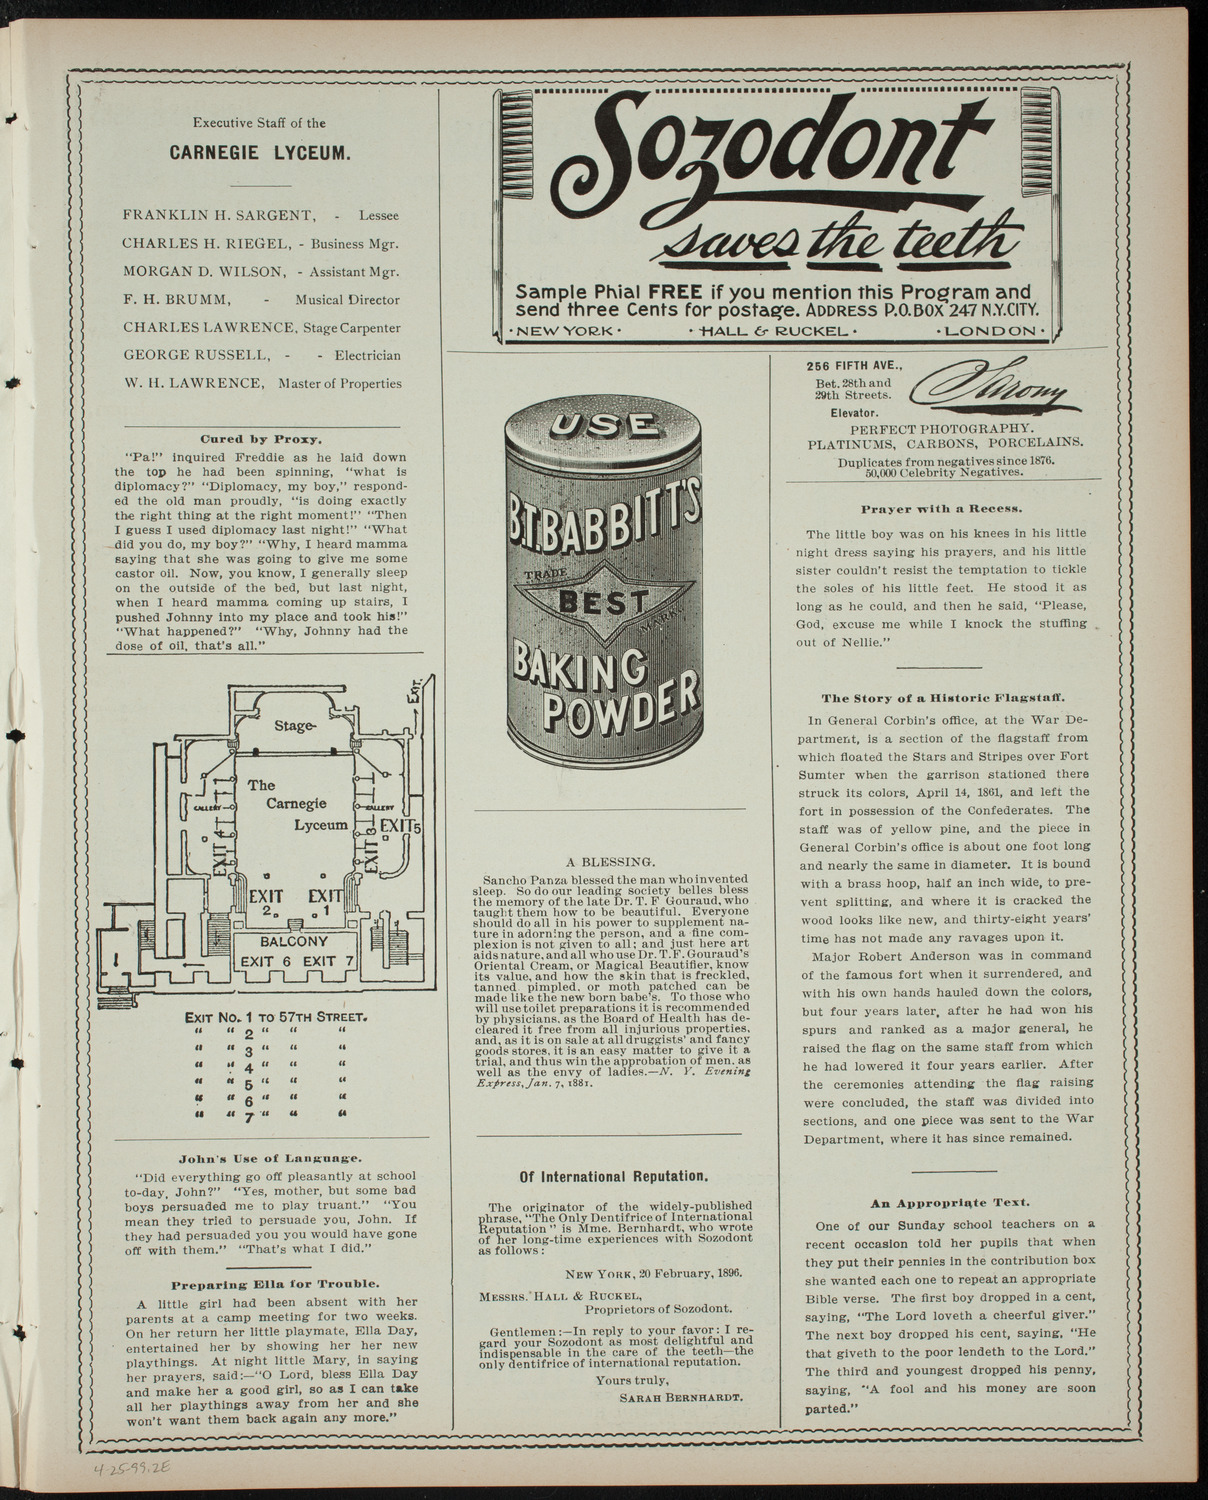 Executive Staff of the
CARNEGIE LYCEUM.
FRANKLIN H. SARGENT, - Lessee
CHARLES H. RIEGEL, - Business Mgr.
MORGAN D. WILSON, - Assistant Mgr.
F. H. BRUMM, - Musical Director
CHARLES LAWRENCE, Stage Carpenter
GEORGE RUSSELL, - - Electrician
W. H. LAWRENCE, Master of Properties
Cured by Proxy.
"Pa!" inquired Freddie as he laid down
the top he had been spinning, "what is
diplomacy?" "Diplomacy, my boy," respond-
ed the old man proudly, "is doing exactly
the right thing at the right moment!" "Then
I guess I used diplomacy last night!" "What
did you do, my boy?" "Why, I heard mamma
saying that she was going to give me some
castor oil. Now, you know, I generally sleep
on the outside of the bed, but last night,
when I heard mamma coming up stairs, I
pushed Johnny into my place and took his!"
"What happened?" "Why, Johnny had the
dose of oil, that's all."
EXIT.
Stage
The
Carnegie
Lyceum
GALLERY
GALLERY
EXIT 4
EXIT 3
EXIT 5
EXIT 2.
EXIT 1
BALCONY
EXIT 6 EXIT 7
EXIT NO. 1 TO 57TH STREET.
" " 2 " " "
" " 3 " " "
" " 4 " " "
" " 5 " " "
" " 6 " " "
" " 7 " " "
John's Use of Language.
"Did everything go off pleasantly at school
to-day, John?" "Yes, mother, but some bad
boys persuaded me to play truant." "You
mean they tried to persuade you, John. If
they had persuaded you you would have gone
off with them." "That's what I did."
Preparing Ella for Trouble.
A little girl had been absent with her
parents at a camp meeting for two weeks.
On her return her little playmate, Ella Day,
entertained her by showing her her new
playthings. At night little Mary, in saying
her prayers, said:—"O Lord, bless Ella Day
and make her a good girl, so as I can take
all her playthings away from her and she
won't want them back again any more."
Sozodont
saves the teeth
Sample Phial FREE if you mention this Program and
send three Cents for postage. ADDRESS P.O. BOX 247 N.Y. CITY.
· NEW YORK · · HALL & RUCKEL · · LONDON ·
USE
B.T. BABBITT'S
TRADE
BEST
MARK
BAKING
POWDER
A BLESSING.
Sancho Panza blessed the man who invented
sleep. So do our leading society belles bless
the memory of the late Dr. T. F Gouraud, who
taught them how to be beautiful. Everyone
should do all in his power to supplement na-
ture in adorning the person, and a fine com-
plexion is not given to all; and just here art
aids nature, and all who use Dr. T. F. Gouraud's
Oriental Cream, or Magical Beautifier, know
its value, and how the skin that is freckled,
tanned, pimpled, or moth patched can be
made like the new born babe's. To those who
will use toilet preparations it is recommended
by physicians, as the Board of Health has de-
cleared it free from all injurious properties,
and, as it is on sale at all druggists' and fancy
goods stores, it is an easy matter to give it a
trial, and thus win the approbation of men, as
well as the envy of ladies.—N. Y. Evening
Express, Jan. 7, 1881.
Of International Reputation.
The originator of the widely-published
phrase, "The Only Dentifrice of International
Reputation" is Mme. Bernhardt, who wrote
of her long-time experiences with Sozodont
as follows:
NEW YORK, 20 February, 1896.
MESSRS. HALL & RUCKEL,
Proprietors of Sozodont.
Gentlemen:—In reply to your favor: I re-
gard your Sozodont as most delightful and
indispensable in the care of the teeth—the
only dentifrice of international reputation.
Yours truly,
SARAH BERNHARDT.
256 FIFTH AVE.,
Bet. 28th and
29th Streets.
Elevator.
Sarony
PERFECT PHOTOGRAPHY.
PLATINUMS, CARBONS, PORCELAINS.
Duplicates from negatives since 1876.
50,000 Celebrity Negatives.
Prayer with a Recess.
The little boy was on his knees in his little
night dress saying his prayers, and his little
sister couldn't resist the temptation to tickle
the soles of his little feet. He stood it as
long as he could, and then he said, "Please,
God, excuse me while I knock the stuffing
out of Nellie."
The Story of a Historic Flagstaff.
In General Corbin's office, at the War De-
partment, is a section of the flagstaff from
which floated the Stars and Stripes over Fort
Sumter when the garrison stationed there
struck its colors, April 14, 1861, and left the
fort in possession of the Confederates. The
staff was of yellow pine, and the piece in
General Corbin's office is about one foot long
and nearly the same in diameter. It is bound
with a brass hoop, half an inch wide, to pre-
vent splitting, and where it is cracked the
wood looks like new, and thirty-eight years'
time has not made any ravages upon it.
Major Robert Anderson was in command
of the famous fort when it surrendered, and
with his own hands hauled down the colors,
but four years later, after he had won his
spurs and ranked as a major general, he
raised the flag on the same staff from which
he had lowered it four years earlier. After
the ceremonies attending the flag raising
were concluded, the staff was divided into
sections, and one piece was sent to the War
Department, where it has since remained.
An Appropriate Text.
One of our Sunday school teachers on a
recent occasion told her pupils that when
they put their pennies in the contribution box
she wanted each one to repeat an appropriate
Bible verse. The first boy dropped in a cent,
saying, "The Lord loveth a cheerful giver."
The next boy dropped his cent, saying, "He
that giveth to the poor lendeth to the Lord."
The third and youngest dropped his penny,
saying, "A fool and his money are soon
parted."
4-25-99.2E